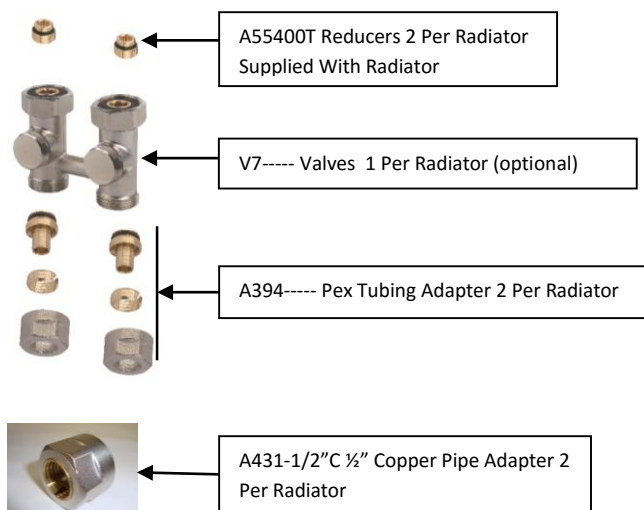 A55400T Reducers 2 Per Radiator
Supplied With Radiator
V7----- Valves  1 Per Radiator (optional)
A394----- Pex Tubing Adapter 2 Per Radiator
A431-1/2”C ½” Copper Pipe Adapter 2
Per Radiator